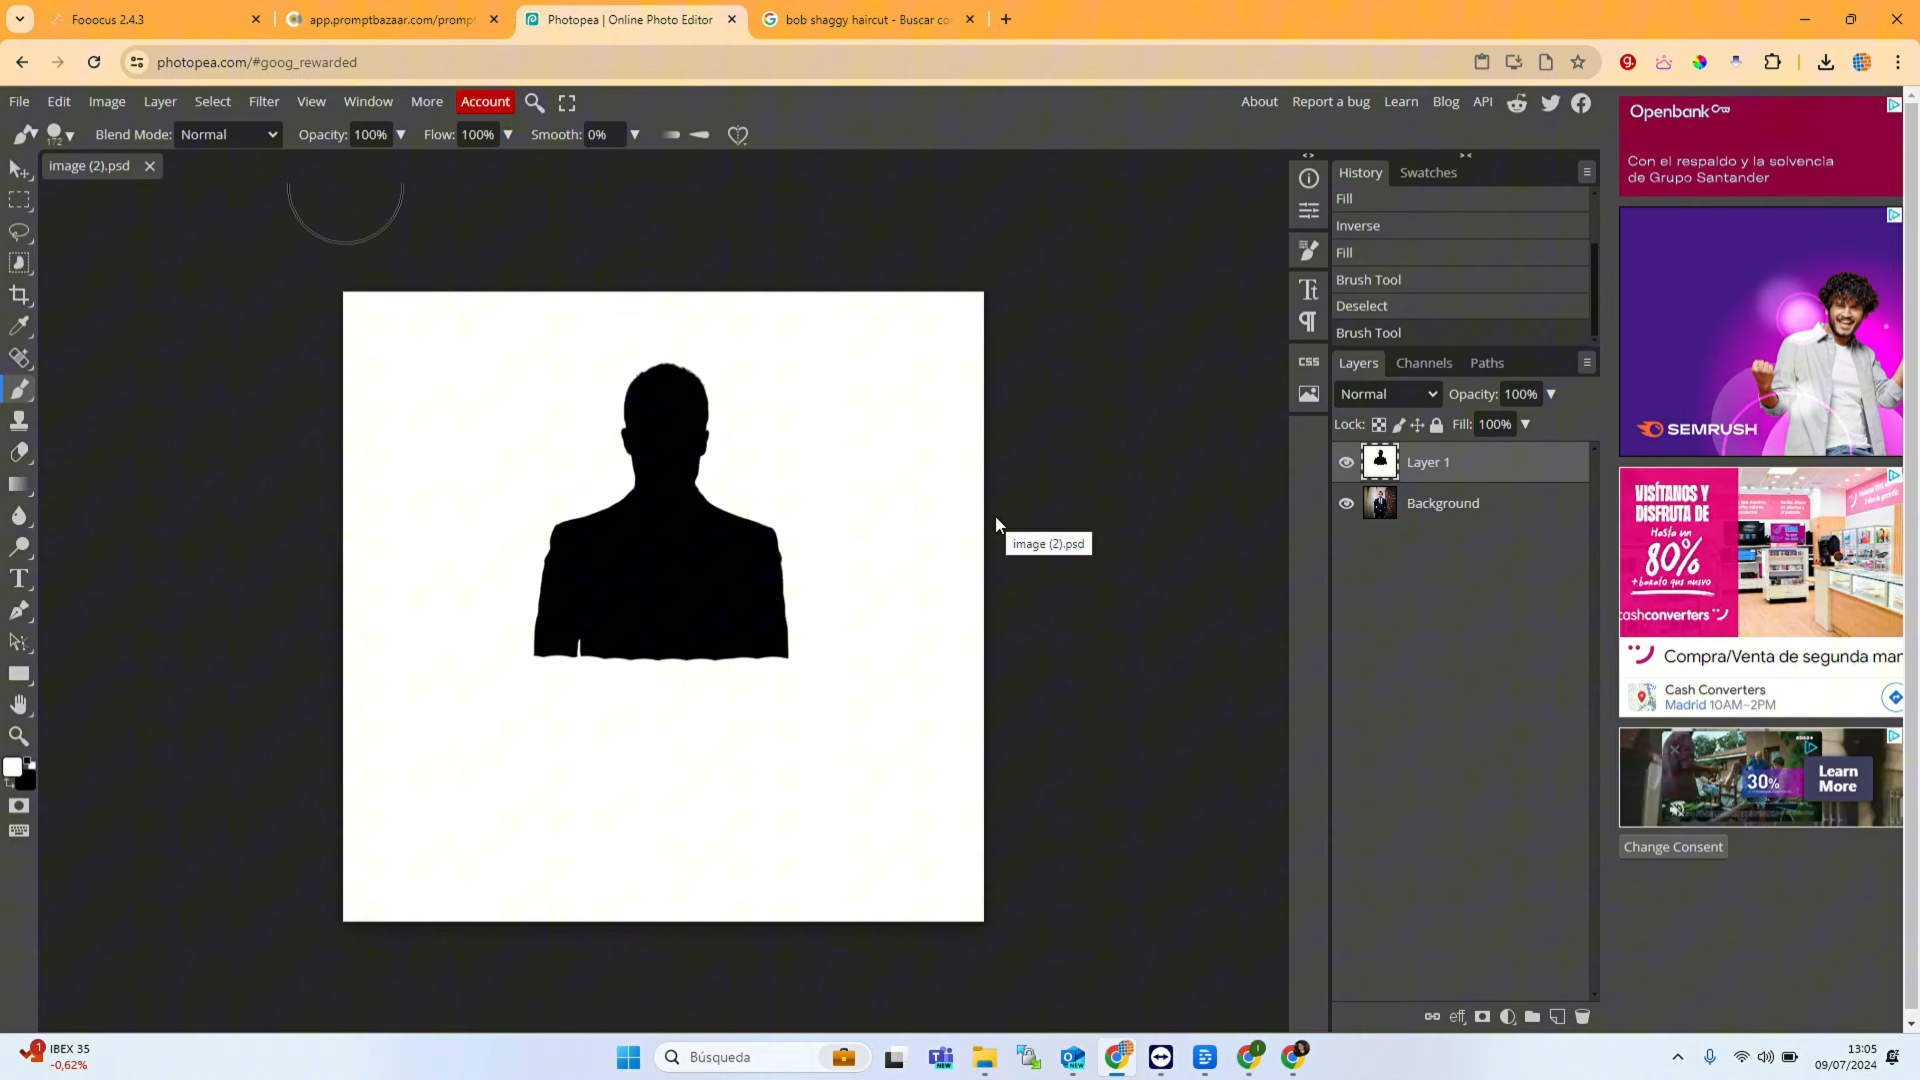 Fooocus 2.4.3
app.promptbazaar.com/prompt
Photopea | Online Photo Editor
bob shaggy haircut - Buscar co
photopea.com/#goog_rewarded
File Edit Image Layer Select Filter View Window More Account
About Report a bug Learn Blog API
172
Blend Mode: Normal Opacity: 100% Flow: 100% Smooth: 0%
image (2).psd
History Swatches
Fill
Inverse
Fill
Brush Tool
Deselect
Brush Tool
Layers Channels Paths
Normal Opacity: 100%
Lock: Fill: 100%
Layer 1
Background
CSS
image (2).psd
eff
Openbank
Con el respaldo y la solvencia
de Grupo Santander
SEMRUSH
VISÍTANOS Y
DISFRUTA DE
Hasta un
80%
+ barato que nuevo
cashconverters
Compra/Venta de segunda mar
Cash Converters
Madrid 10AM–2PM
30%
Learn
More
Change Consent
1
IBEX 35
-0,62%
Búsqueda
NEW
NEW
13:05
09/07/2024